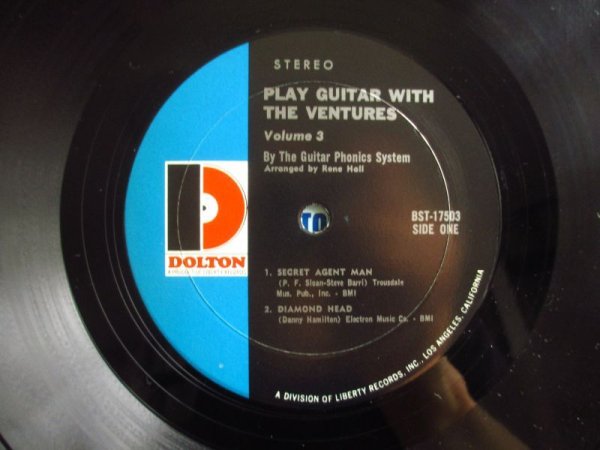 STEREO
PLAY GUITAR WITH
THE VENTURES
Volume 3
By The Guitar Phonics System
Arranged by Rene Hall
TO
BST-17503
SIDE ONE
D
DOLTON
1. SECRET AGENT MAN
(P. F. Sloan-Steve Barri) Trousdale
Mus. Pub., Inc. - BMI
2. DIAMOND HEAD
(Danny Hamilton) Electron Music Co. - BMI
A DIVISION OF LIBERTY RECORDS, INC., LOS ANGELES, CALIFORNIA